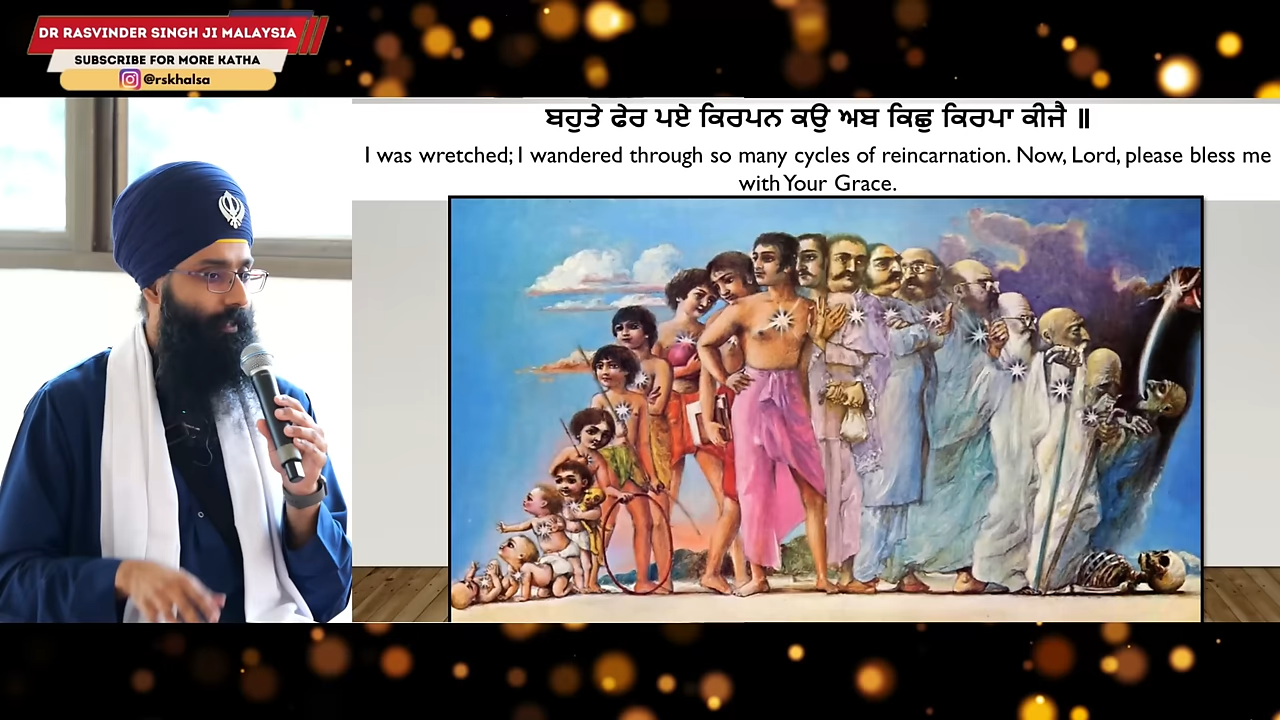 DR RASVINDER SINGH JI MALAYSIA
SUBSCRIBE FOR MORE KATHA
@rskhalsa
ਬਹੁਤੇ ਫੇਰ ਪਏ ਕਿਰਪਨ ਕਉ ਅਬ ਕਿਛੁ ਕਿਰਪਾ ਕੀਜੈ ॥
I was wretched; I wandered through so many cycles of reincarnation. Now, Lord, please bless me
with Your Grace.